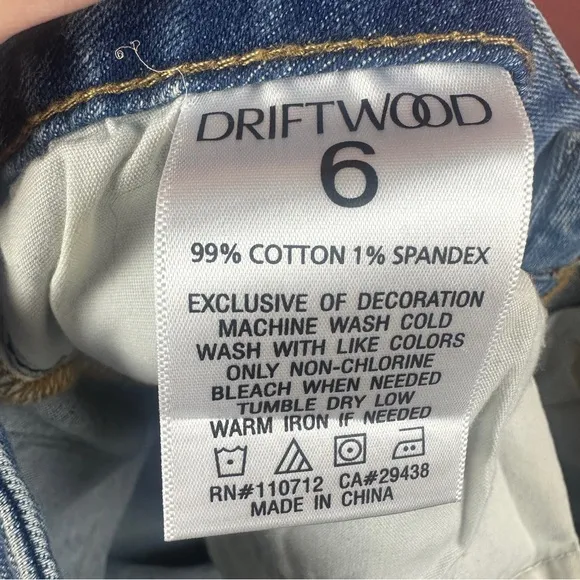 DRIFTWOOD
6
99% COTTON 1% SPANDEX
EXCLUSIVE OF DECORATION
MACHINE WASH COLD
WASH WITH LIKE COLORS
ONLY NON-CHLORINE
BLEACH WHEN NEEDED
TUMBLE DRY LOW
WARM IRON IF NEEDED
RN#110712 CA#29438
MADE IN CHINA